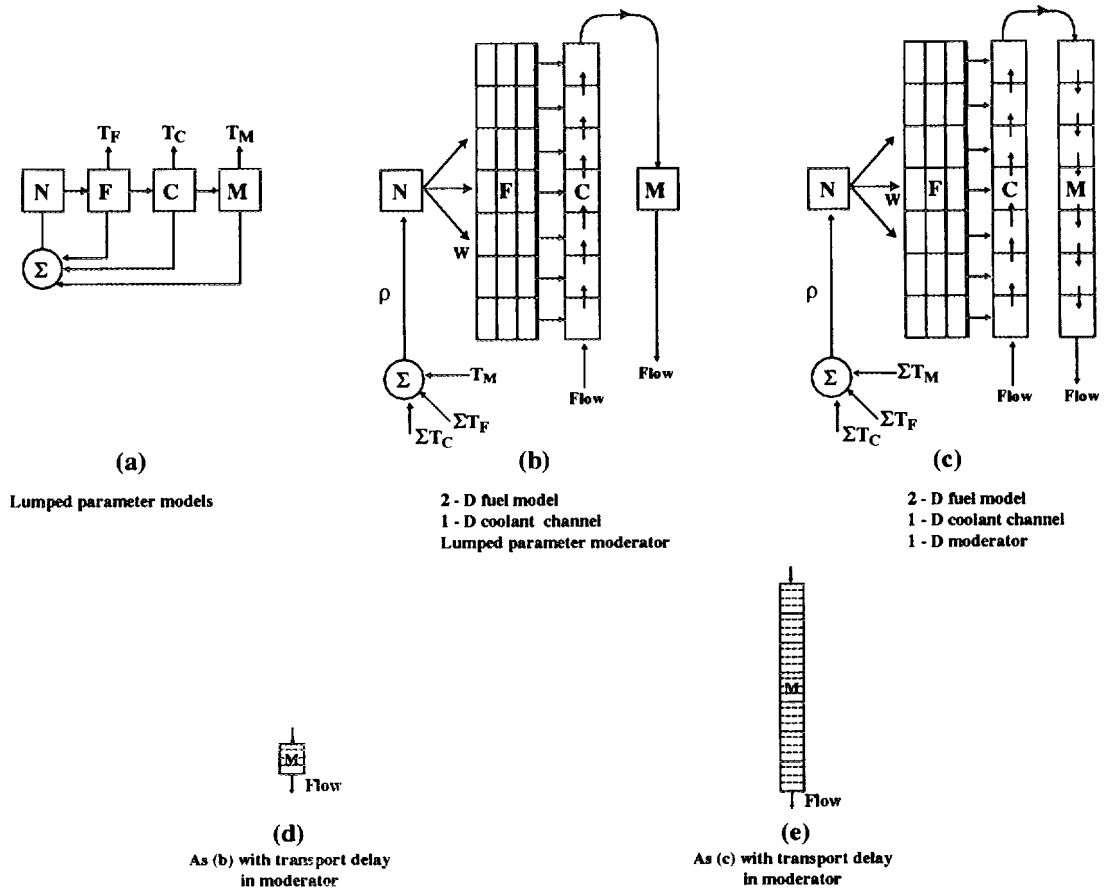 T_F T_C T_M
N F C M
Σ
(a)
Lumped parameter models
N F C M
W
ρ
Σ T_M
ΣT_F
ΣT_C
Flow
Flow
(b)
2 - D fuel model
1 - D coolant channel
Lumped parameter moderator
N F C M
W
ρ
Σ ΣT_M
ΣT_F
ΣT_C
Flow Flow
(c)
2 - D fuel model
1 - D coolant channel
1 - D moderator
M
Flow
(d)
As (b) with transport delay
in moderator
M
Flow
(e)
As (c) with transport delay
in moderator